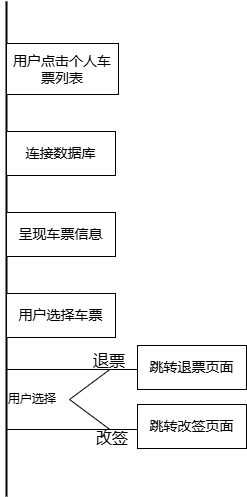 用户点击个人车
票列表
连接数据库
呈现车票信息
用户选择车票
退票
跳转退票页面
用户选择
跳转改签页面
改签